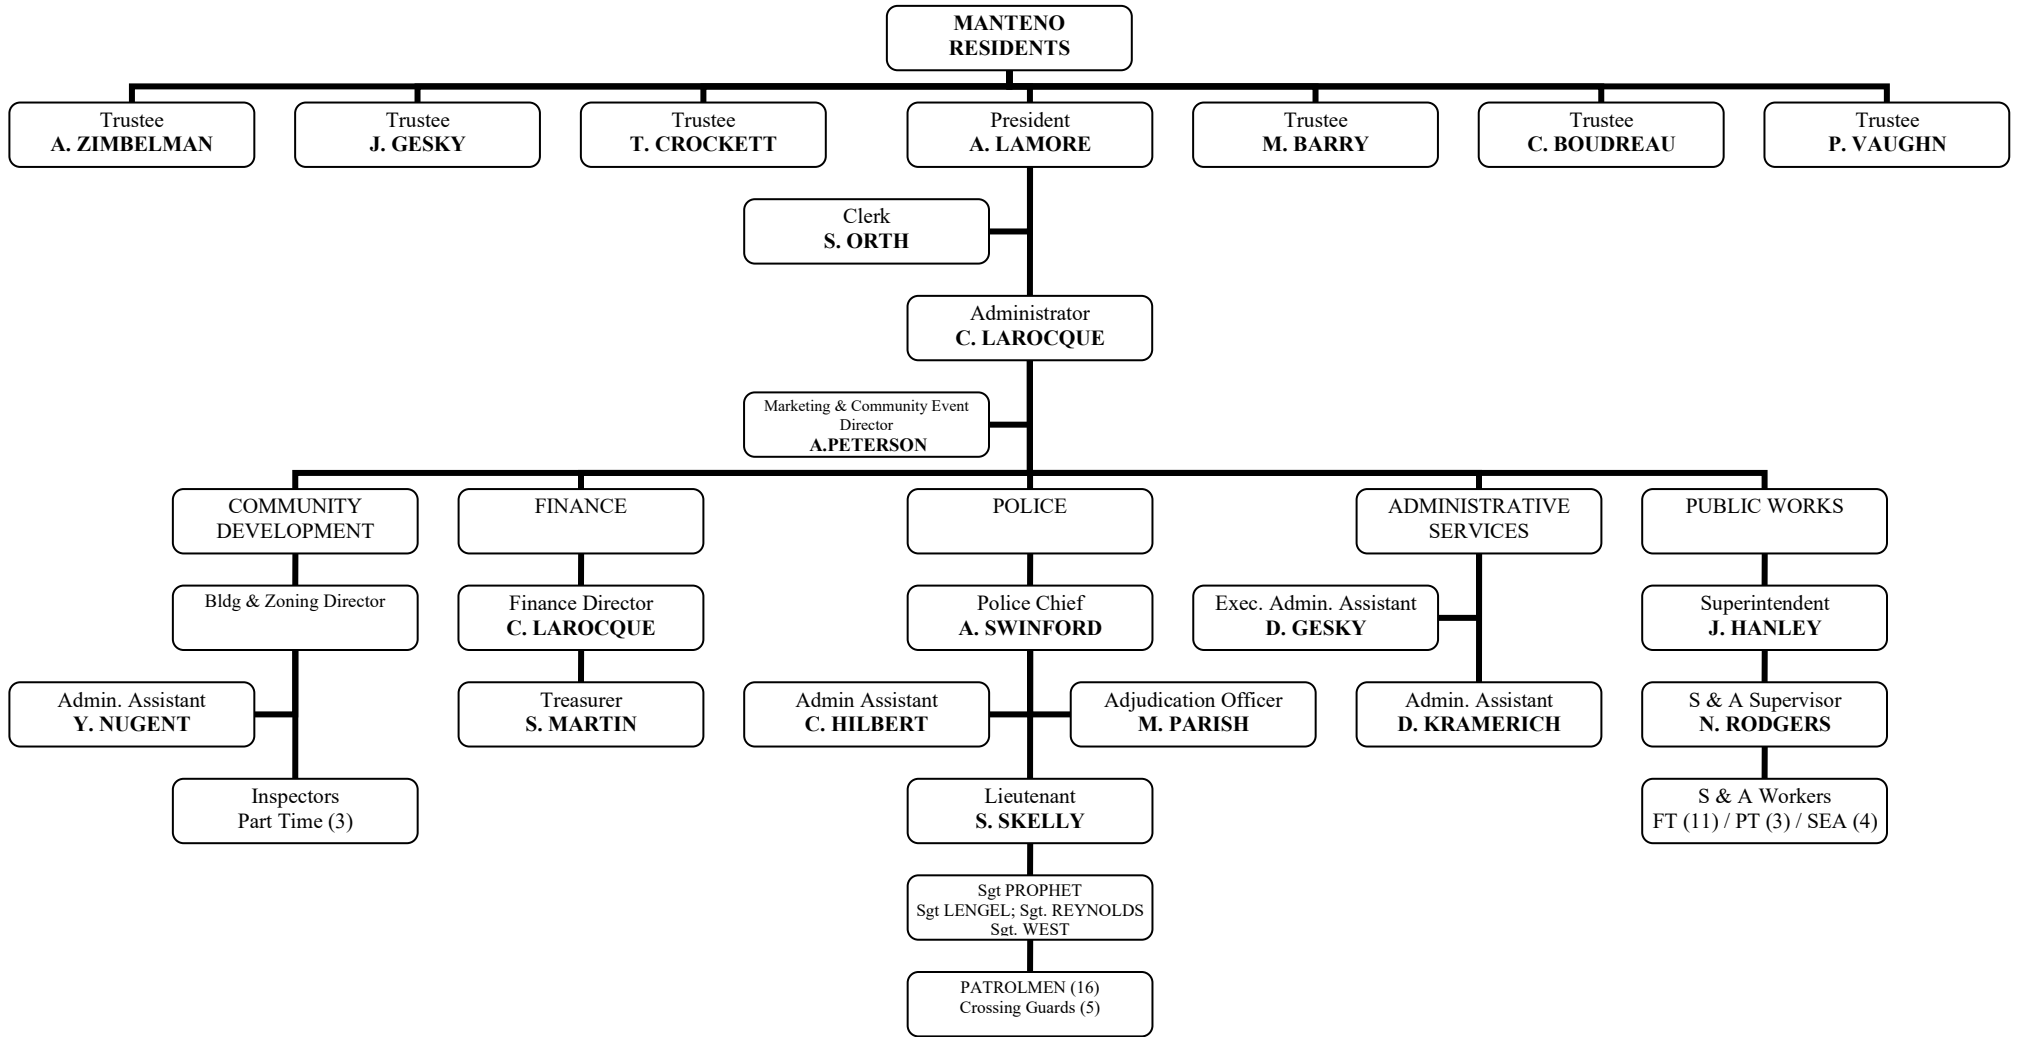 MANTENO
RESIDENTS
Trustee
A. ZIMBELMAN
Trustee
J. GESKY
Trustee
T. CROCKETT
President
A. LAMORE
Trustee
M. BARRY
Trustee
C. BOUDREAU
Trustee
P. VAUGHN
Clerk
S. ORTH
Administrator
C. LAROCQUE
Marketing & Community Event
Director
A.PETERSON
COMMUNITY
DEVELOPMENT
FINANCE
POLICE
ADMINISTRATIVE
SERVICES
PUBLIC WORKS
Bldg & Zoning Director
Finance Director
C. LAROCQUE
Police Chief
A. SWINFORD
Exec. Admin. Assistant
D. GESKY
Superintendent
J. HANLEY
Admin. Assistant
Y. NUGENT
Treasurer
S. MARTIN
Admin Assistant
C. HILBERT
Adjudication Officer
M. PARISH
Admin. Assistant
D. KRAMERICH
S & A Supervisor
N. RODGERS
Inspectors
Part Time (3)
Lieutenant
S. SKELLY
S & A Workers
FT (11) / PT (3) / SEA (4)
Sgt PROPHET
Sgt LENGEL; Sgt. REYNOLDS
Sgt. WEST
PATROLMEN (16)
Crossing Guards (5)